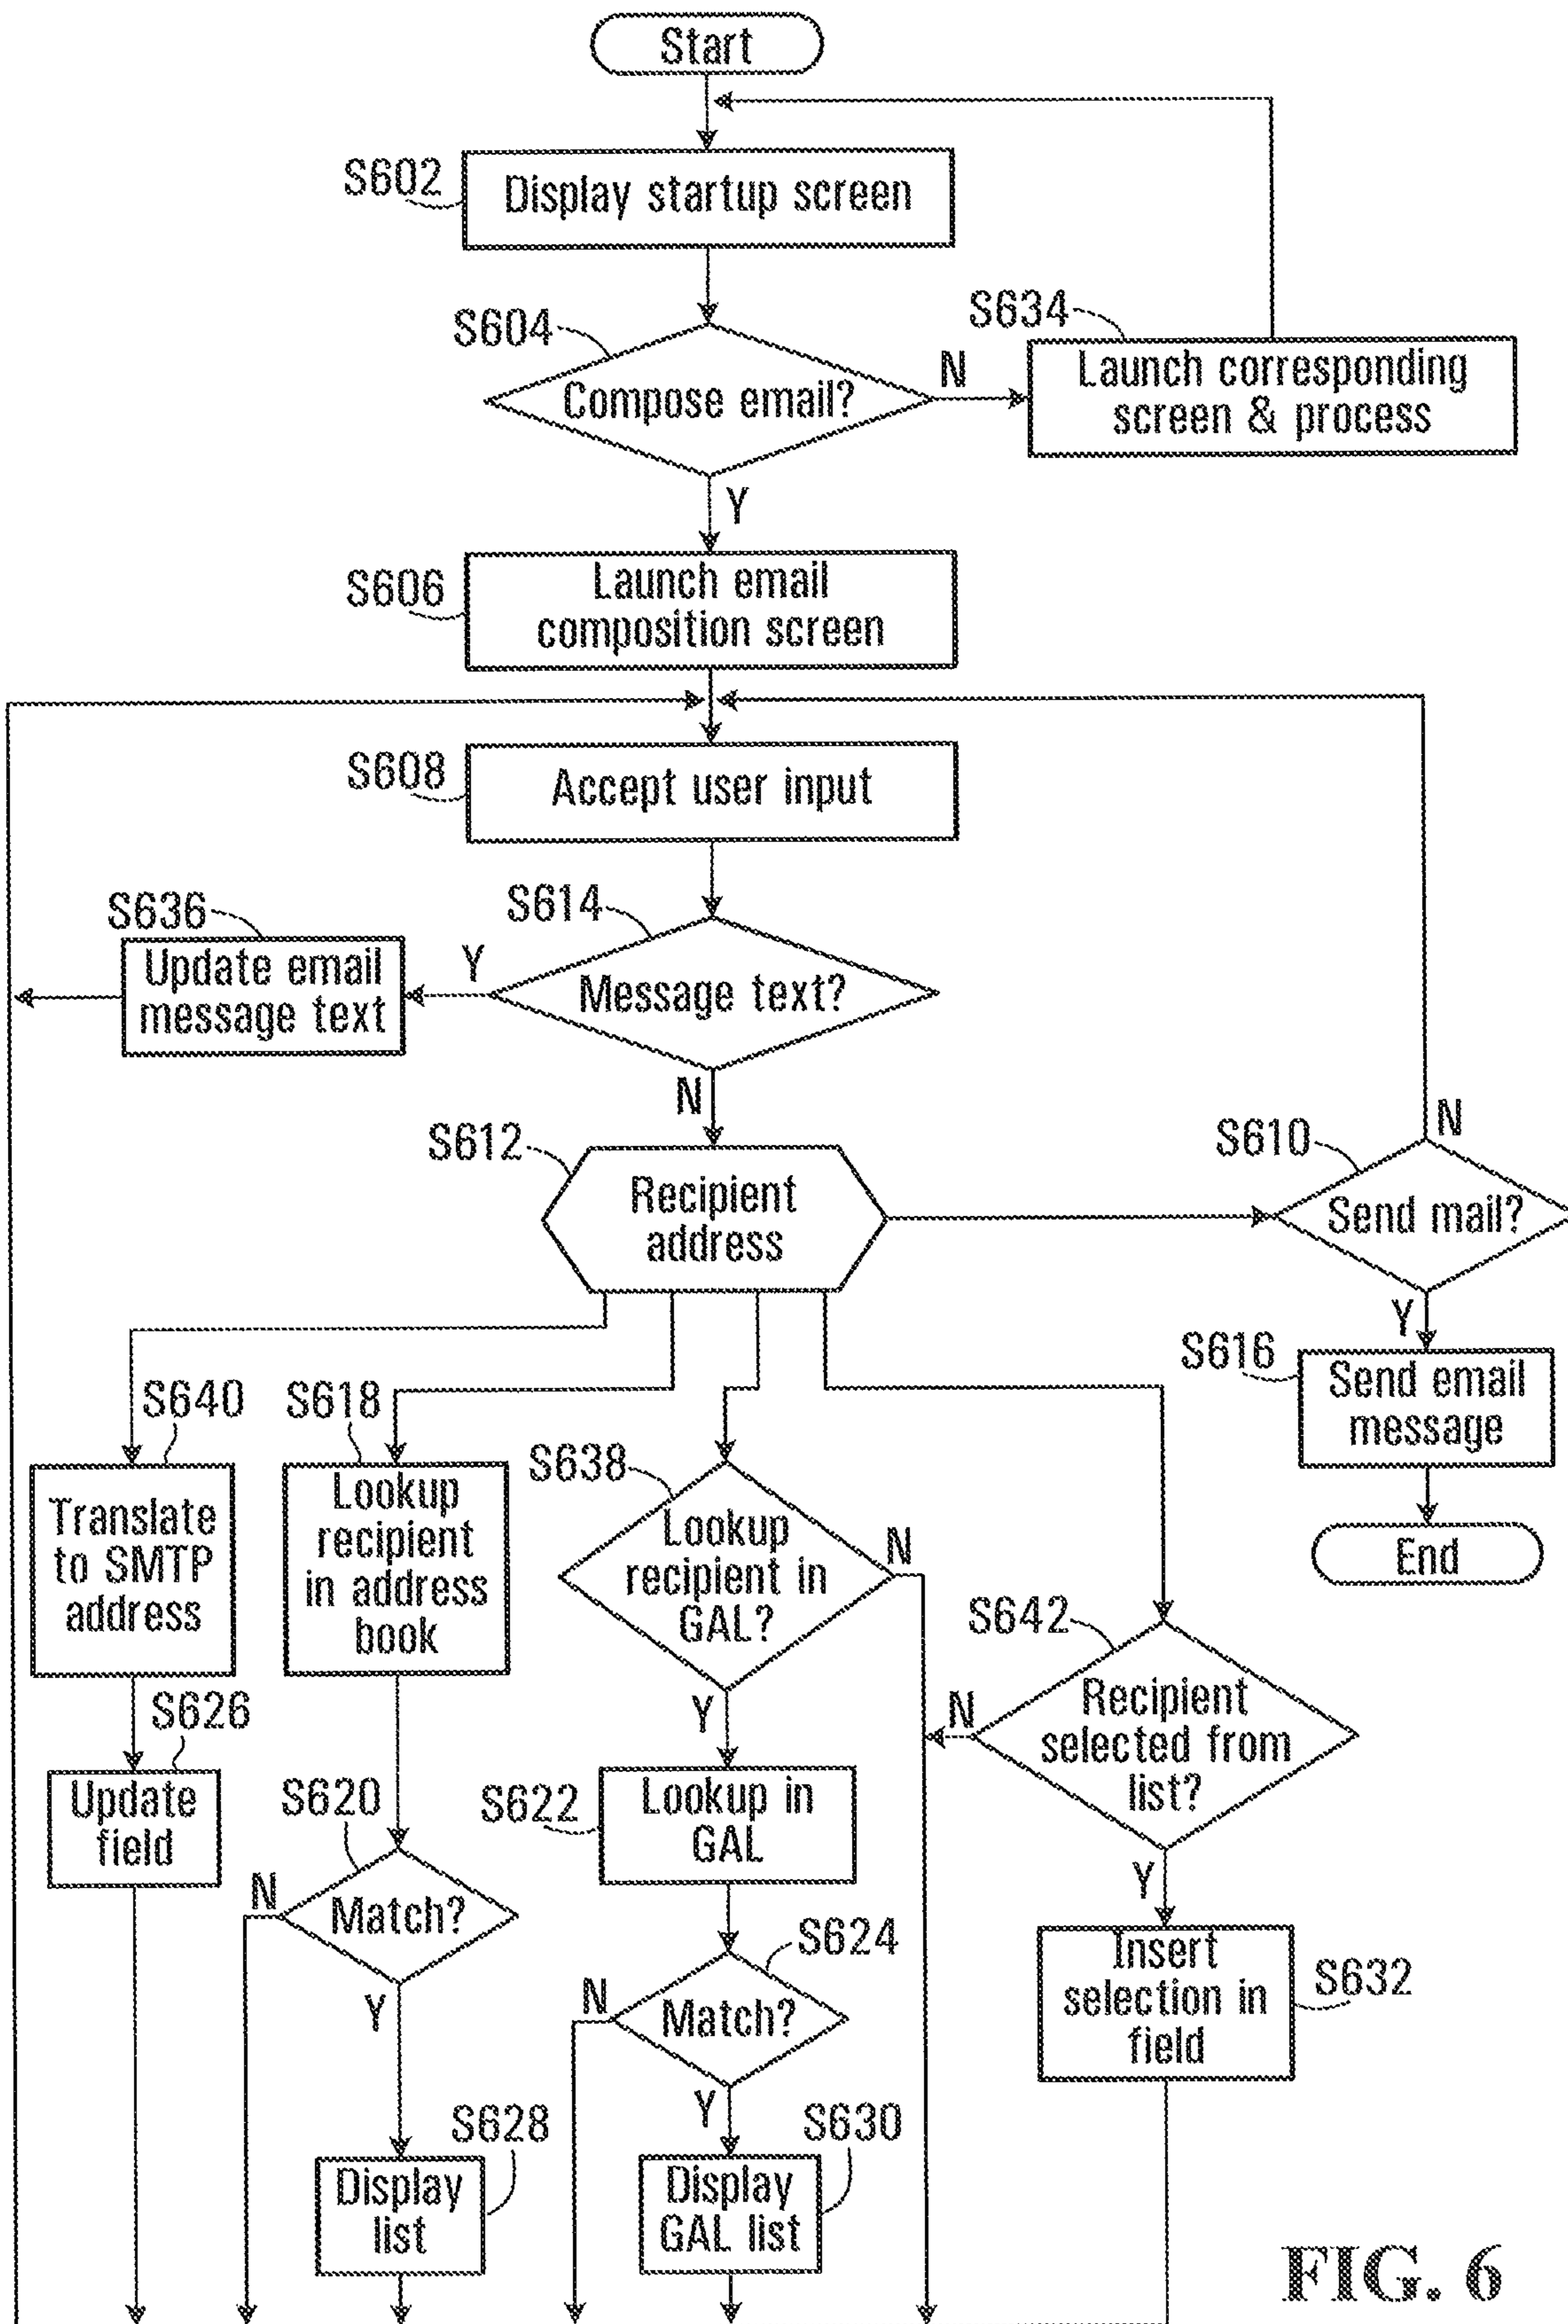 Start
S602
Display startup screen
S604
Compose email?
N
S634
Launch corresponding
screen & process
Y
S606
Launch email
composition screen
S608
Accept user input
S636
Update email
message text
Y
S614
Message text?
N
S612
Recipient
address
S610
N
Send mail?
Y
S616
Send email
message
End
S640
Translate
to SMTP
address
S626
Update
field
S618
Lookup
recipient
in address
book
S620
N
Match?
Y
S628
Display
list
S638
Lookup
recipient in
GAL?
N
Y
S622
Lookup in
GAL
S624
N
Match?
Y
S630
Display
GAL list
S642
N
Recipient
selected from
list?
Y
Insert
selection in
field
S632
FIG. 6